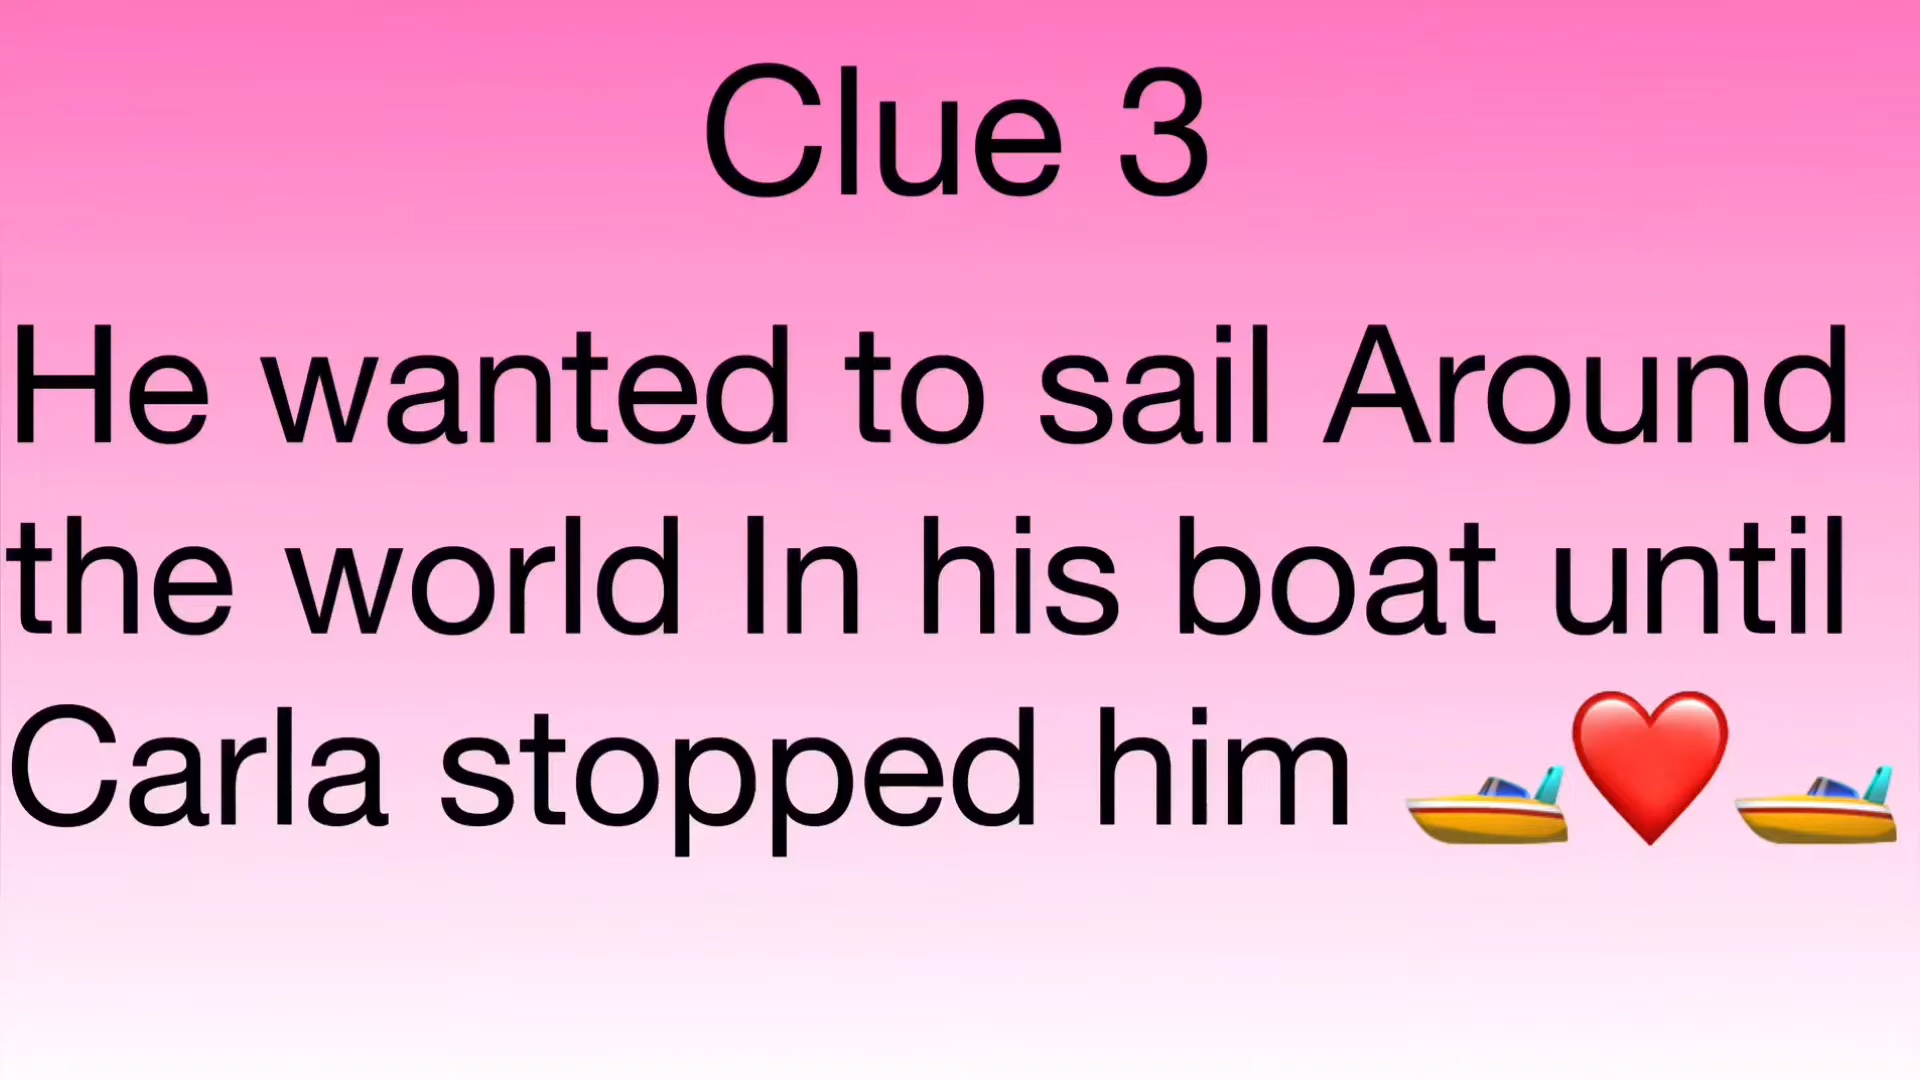 Clue 3
He wanted to sail Around
the world In his boat until
Carla stopped him 🚤❤️🚤